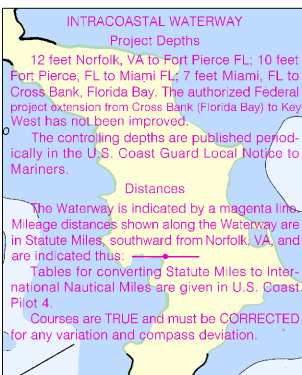 INTRACOASTAL WATERWAY
Project Depths
12 feet Norfolk, VA to Fort Pierce FL; 10 feet
Fort Pierce, FL to Miami FL; 7 feet Miami, FL to
Cross Bank, Florida Bay. The authorized Federal
project extension from Cross Bank (Florida Bay) to Key
West has not been improved.
The controlling depths are published period-
ically in the U.S. Coast Guard Local Notice to
Mariners.
Distances
The Waterway is indicated by a magenta line.
Mileage distances shown along the Waterway are
in Statute Miles, southward from Norfolk, VA, and
are indicated thus:
Tables for converting Statute Miles to Inter-
national Nautical Miles are given in U.S. Coast
Pilot 4.
Courses are TRUE and must be CORRECTED
for any variation and compass deviation.